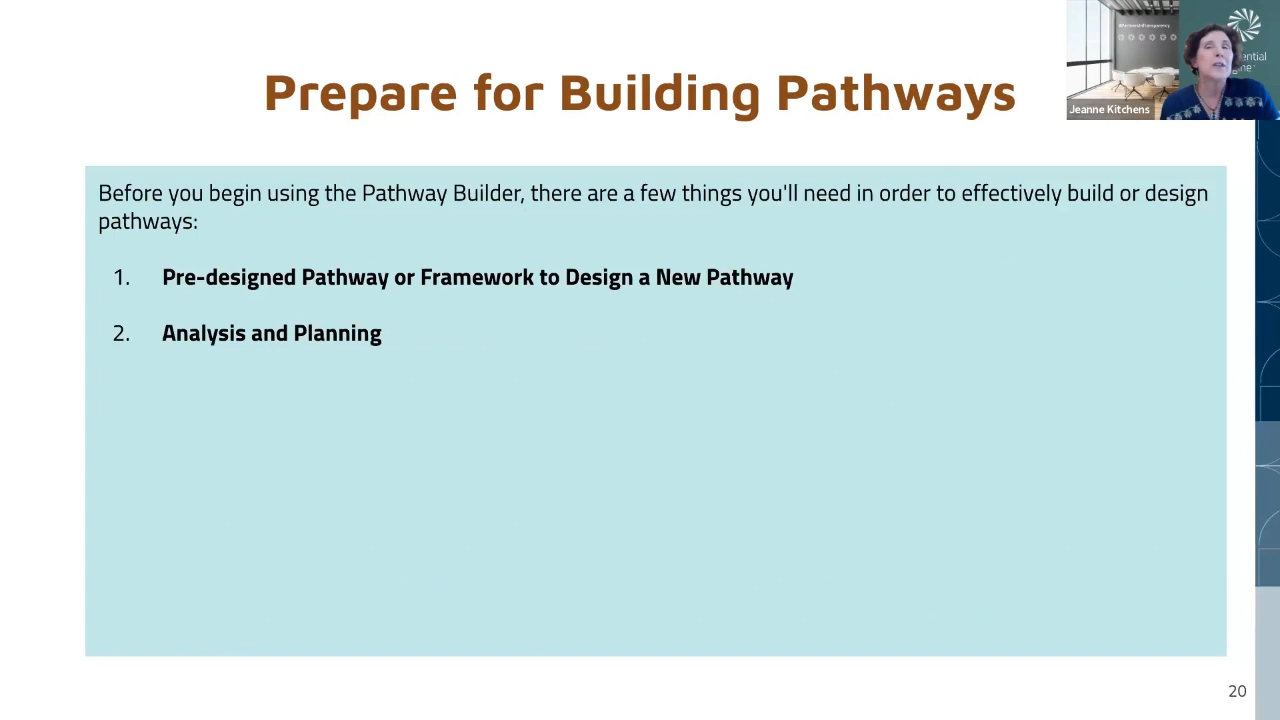 Prepare for Building Pathways
Jeanne Kitchens
Before you begin using the Pathway Builder, there are a few things you'll need in order to effectively build or design
pathways:
1. Pre-designed Pathway or Framework to Design a New Pathway
2. Analysis and Planning
20